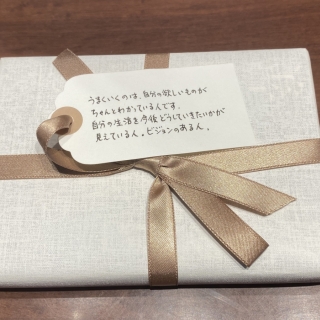 うまくいくのは、自分の欲しいものが
ちゃんとわかっている人です。
自分の生活を今後どうしていきたいかが
見えている人。ビジョンのある人。